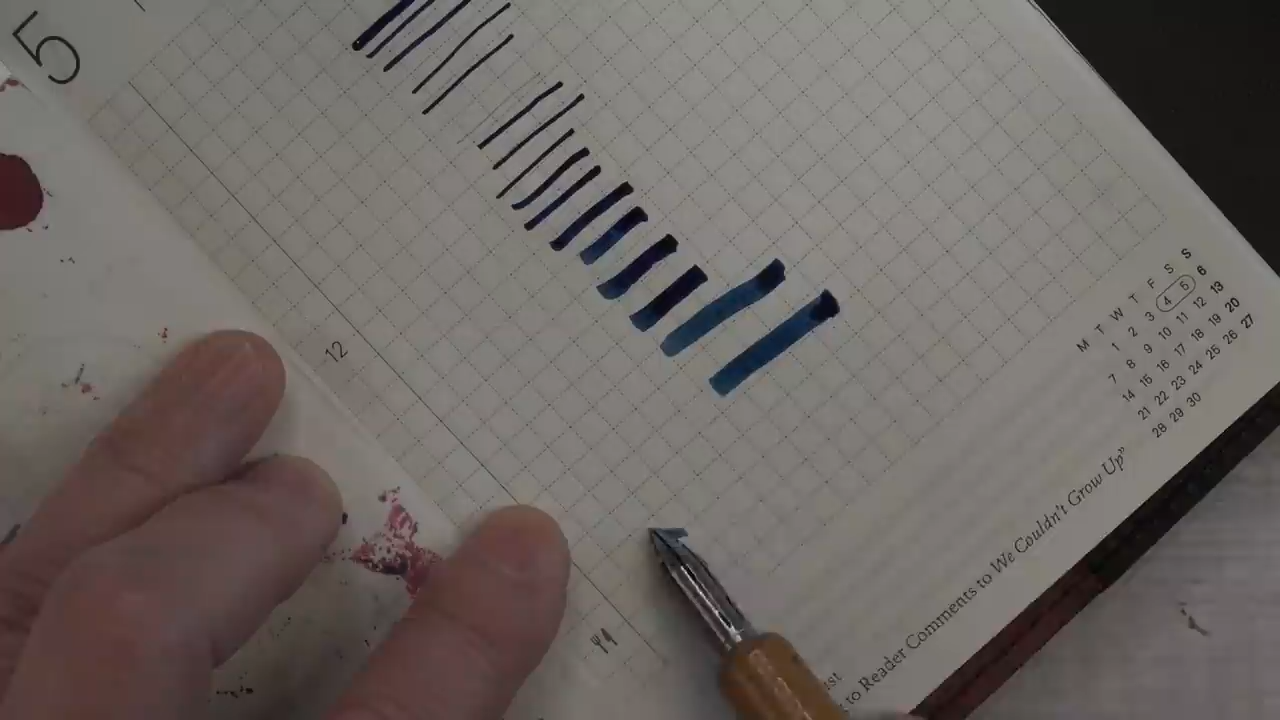 5
12
M T W T F S S
1 2 3 4 5 6
7 8 9 10 11 12 13
14 15 16 17 18 19 20
21 22 23 24 25 26 27
28 29 30
to Reader Comments to We Couldn't Grow Up"